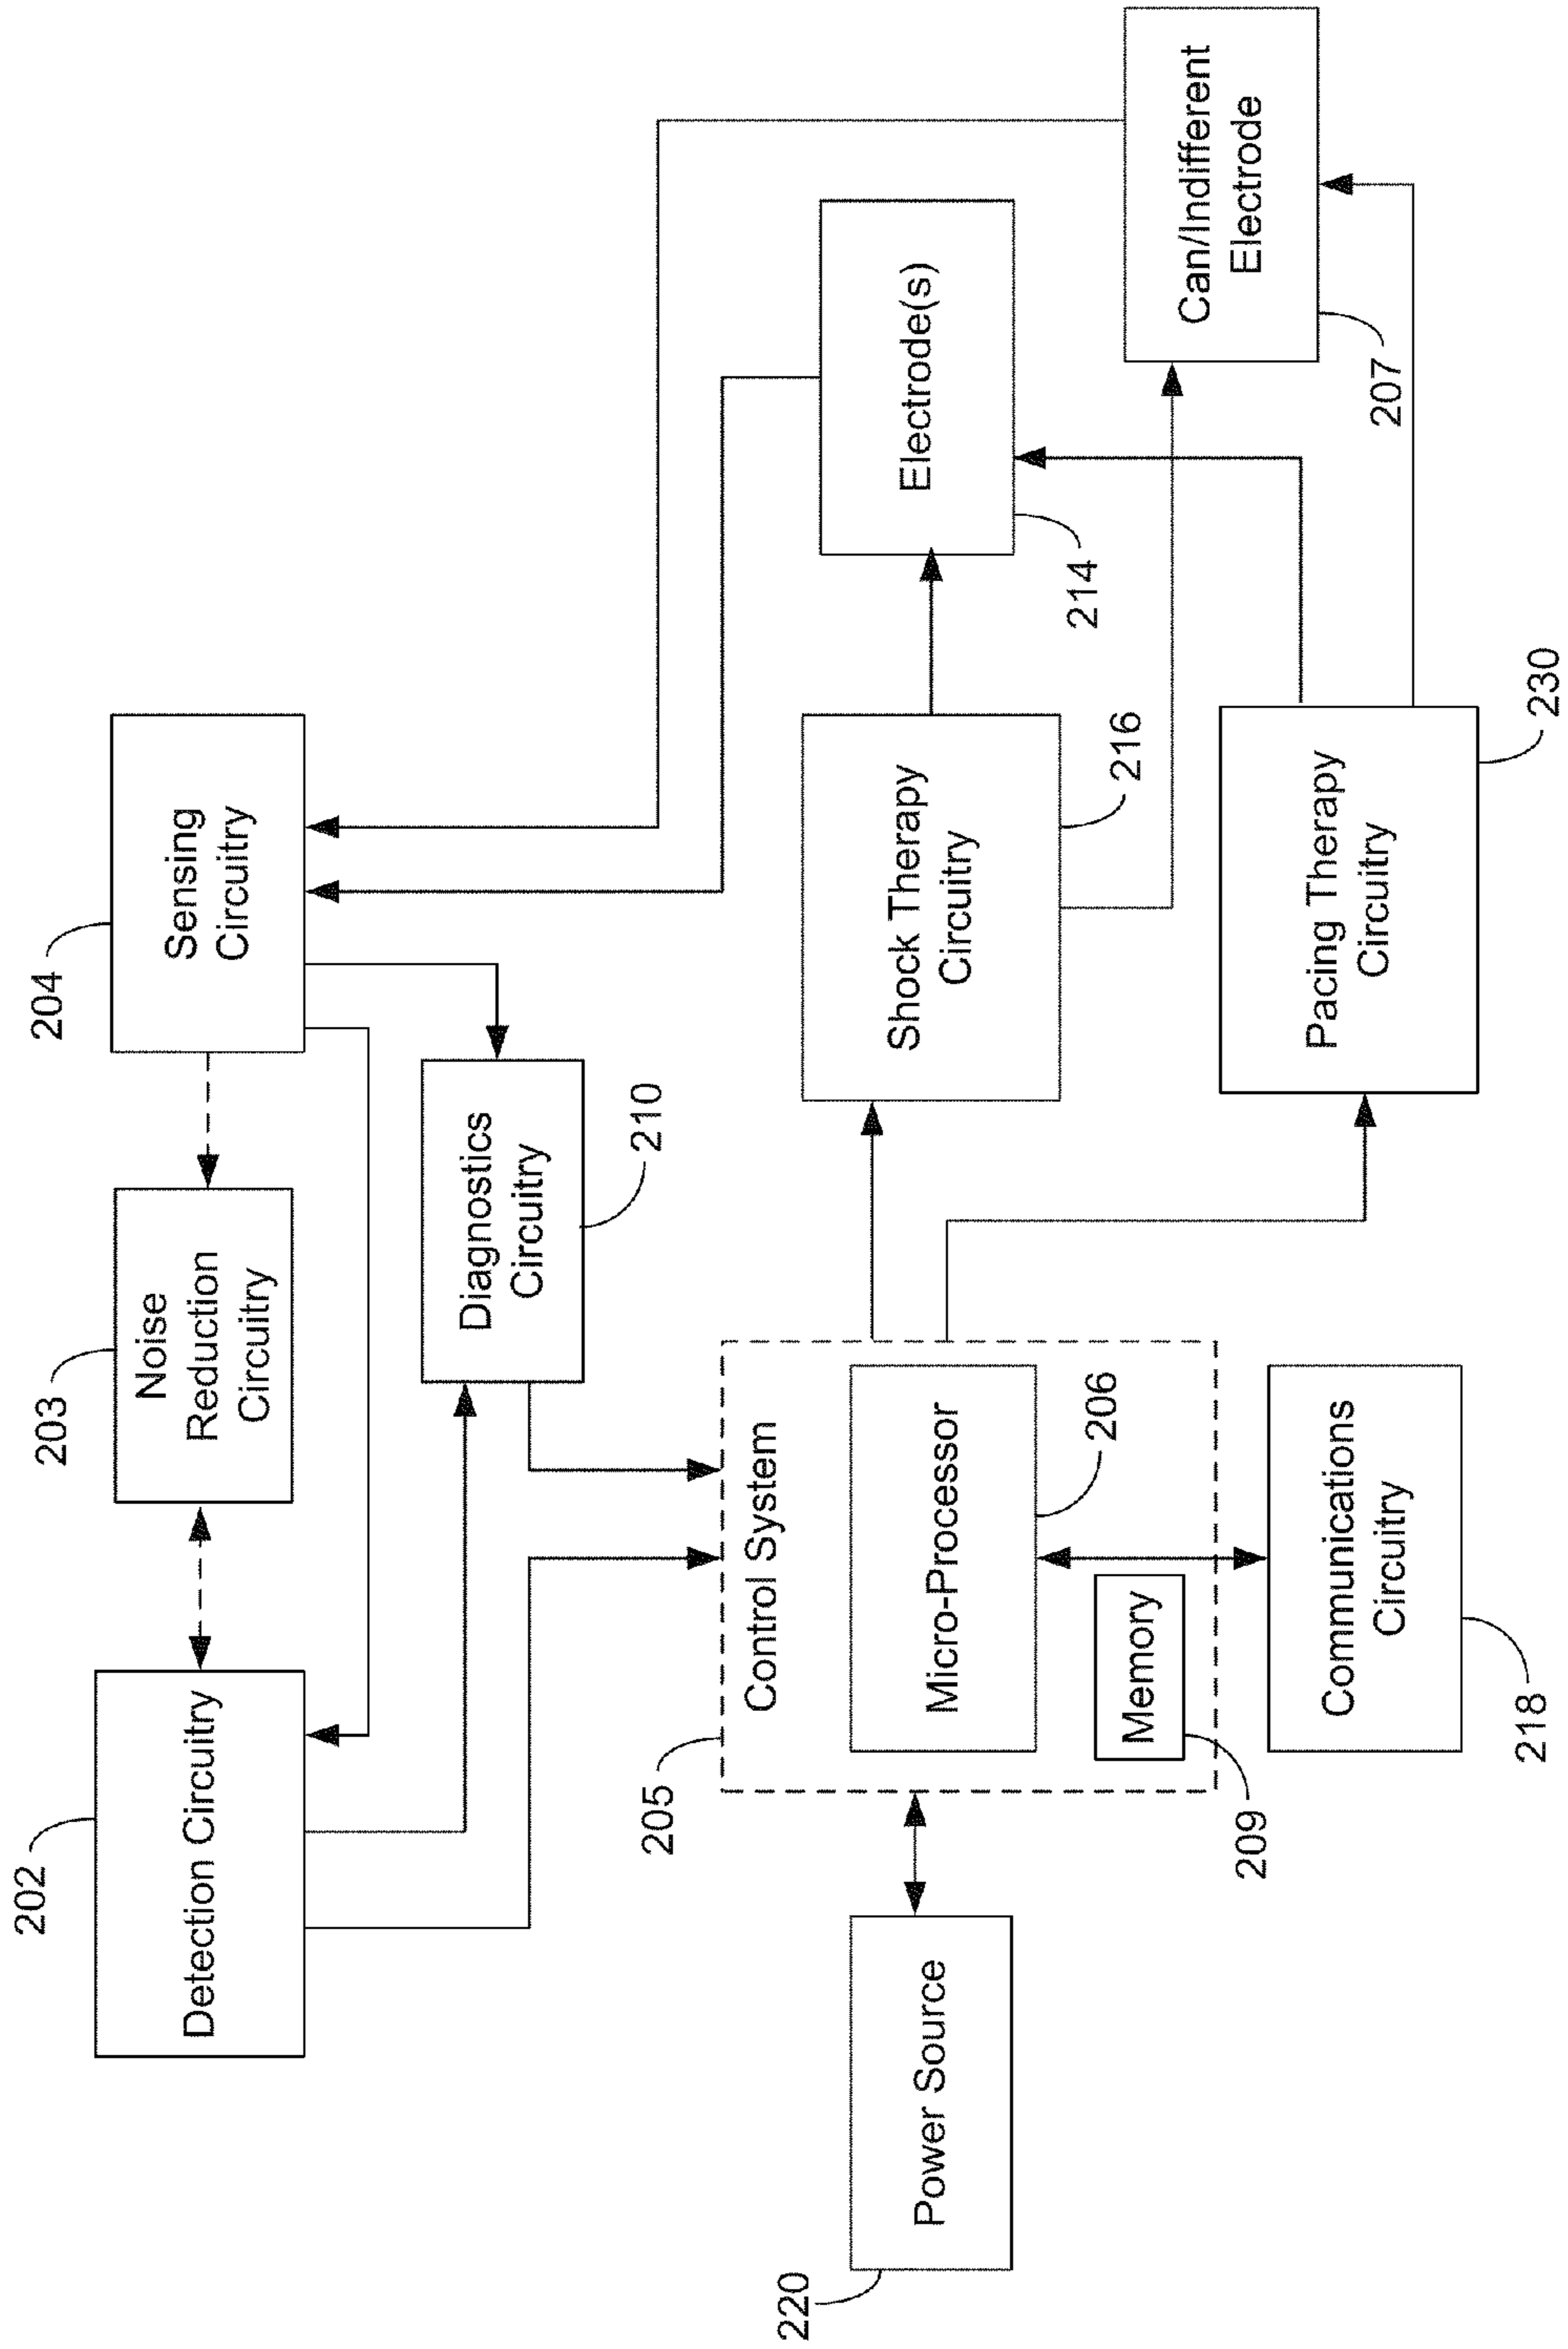 202
Detection Circuitry
203
Noise
Reduction
Circuitry
204
Sensing
Circuitry
Diagnostics
Circuitry
210
205
Control System
Micro-Processor
206
Memory
209
220
Power Source
Communications
Circuitry
218
Shock Therapy
Circuitry
216
Pacing Therapy
Circuitry
230
Electrode(s)
214
Can/Indifferent
Electrode
207